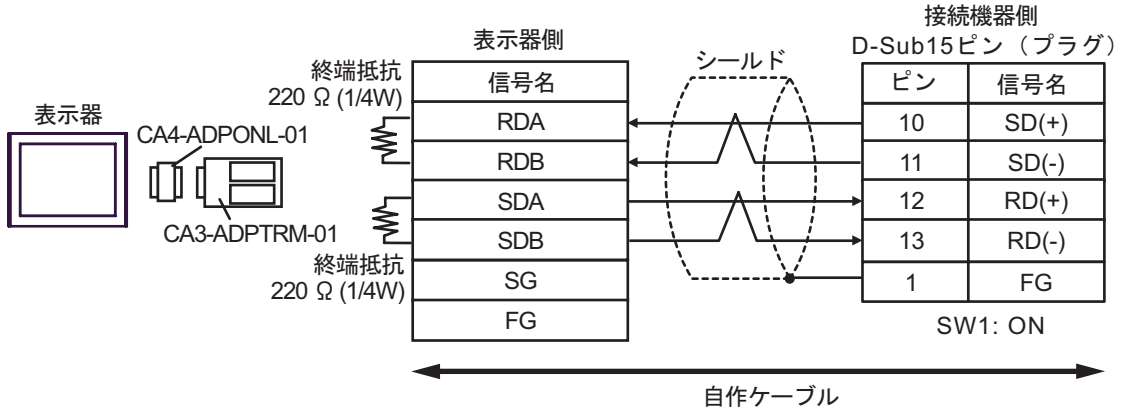 表示器
CA4-ADPONL-01
CA3-ADPTRM-01
終端抵抗
220 Ω (1/4W)
終端抵抗
220 Ω (1/4W)
表示器側
信号名
RDA
RDB
SDA
SDB
SG
FG
シールド
接続機器側
D-Sub15ピン（プラグ）
ピン 信号名
10 SD(+)
11 SD(-)
12 RD(+)
13 RD(-)
1 FG
SW1: ON
自作ケーブル